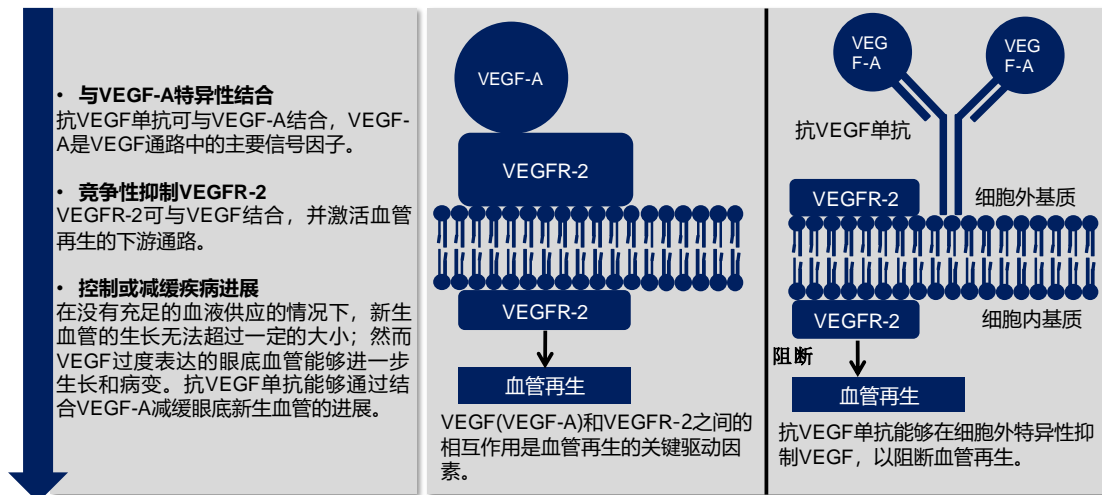 • 与VEGF-A特异性结合
抗VEGF单抗可与VEGF-A结合，VEGF-
A是VEGF通路中的主要信号因子。
• 竞争性抑制VEGFR-2
VEGFR-2可与VEGF结合，并激活血管
再生的下游通路。
• 控制或减缓疾病进展
在没有充足的血液供应的情况下，新生
血管的生长无法超过一定的大小；然而
VEGF过度表达的眼底血管能够进一步
生长和病变。抗VEGF单抗能够通过结
合VEGF-A减缓眼底新生血管的进展。
VEGF-A
VEGFR-2
VEGFR-2
血管再生
VEGF(VEGF-A)和VEGFR-2之间的
相互作用是血管再生的关键驱动因
素。
VEG
F-A
VEG
F-A
抗VEGF单抗
VEGFR-2
细胞外基质
VEGFR-2
细胞内基质
阻断
血管再生
抗VEGF单抗能够在细胞外特异性抑
制VEGF，以阻断血管再生。